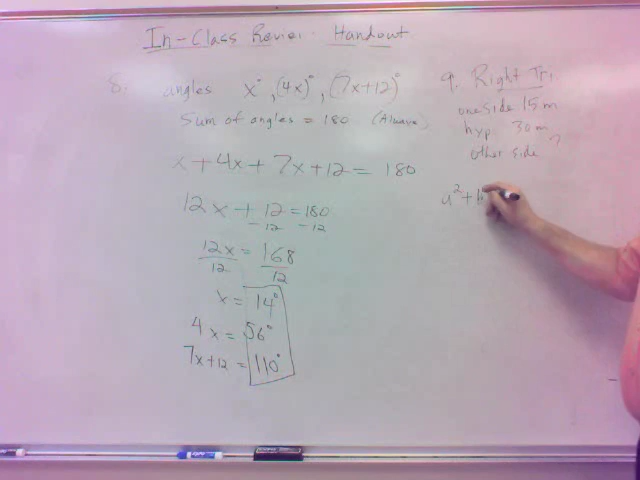 In-Class Review Handout
8. angles x°, (4x)°, (7x+12)°
Sum of angles = 180 (Always)
x + 4x + 7x + 12 = 180
12x + 12 = 180
- 12 - 12
12x = 168
12 12
x = 14°
4x = 56°
7x+12 = 110°
9. Right Tri.
one side 15 m
hyp 30 m
other side ?
a² + b